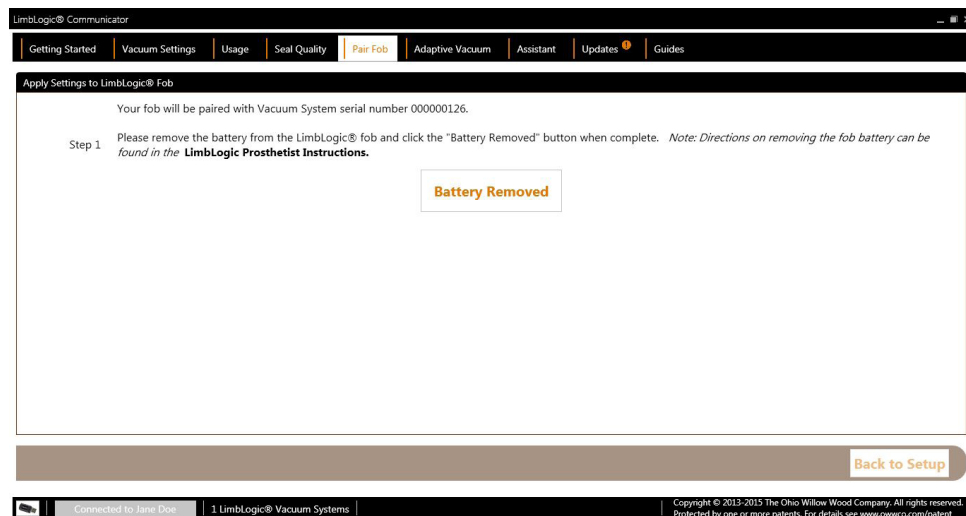 LimbLogic® Communicator
Getting Started Vacuum Settings Usage Seal Quality Pair Fob Adaptive Vacuum Assistant Updates ! Guides
Apply Settings to LimbLogic® Fob
Your fob will be paired with Vacuum System serial number 000000126.
Step 1
Please remove the battery from the LimbLogic® fob and click the "Battery Removed" button when complete. Note: Directions on removing the fob battery can be
found in the LimbLogic Prosthetist Instructions.
Battery Removed
Back to Setup
Connected to Jane Doe 1 LimbLogic® Vacuum Systems
Copyright © 2013-2015 The Ohio Willow Wood Company. All rights reserved.
Protected by one or more patents. For details see www.owwco.com/patent